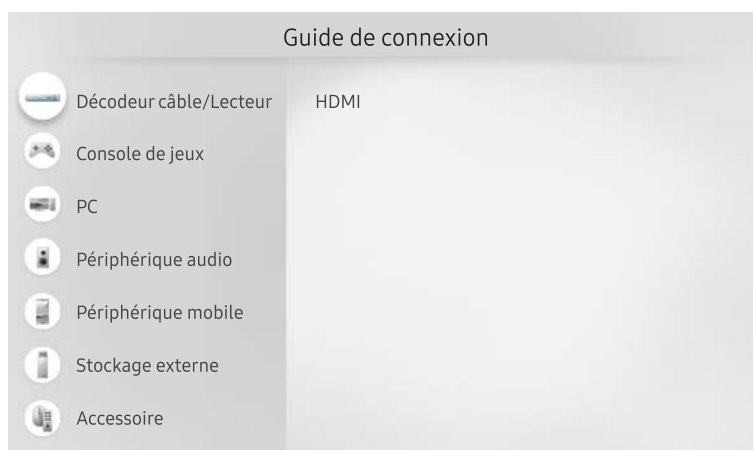 Guide de connexion
Décodeur câble/Lecteur
HDMI
Console de jeux
PC
Périphérique audio
Périphérique mobile
Stockage externe
Accessoire